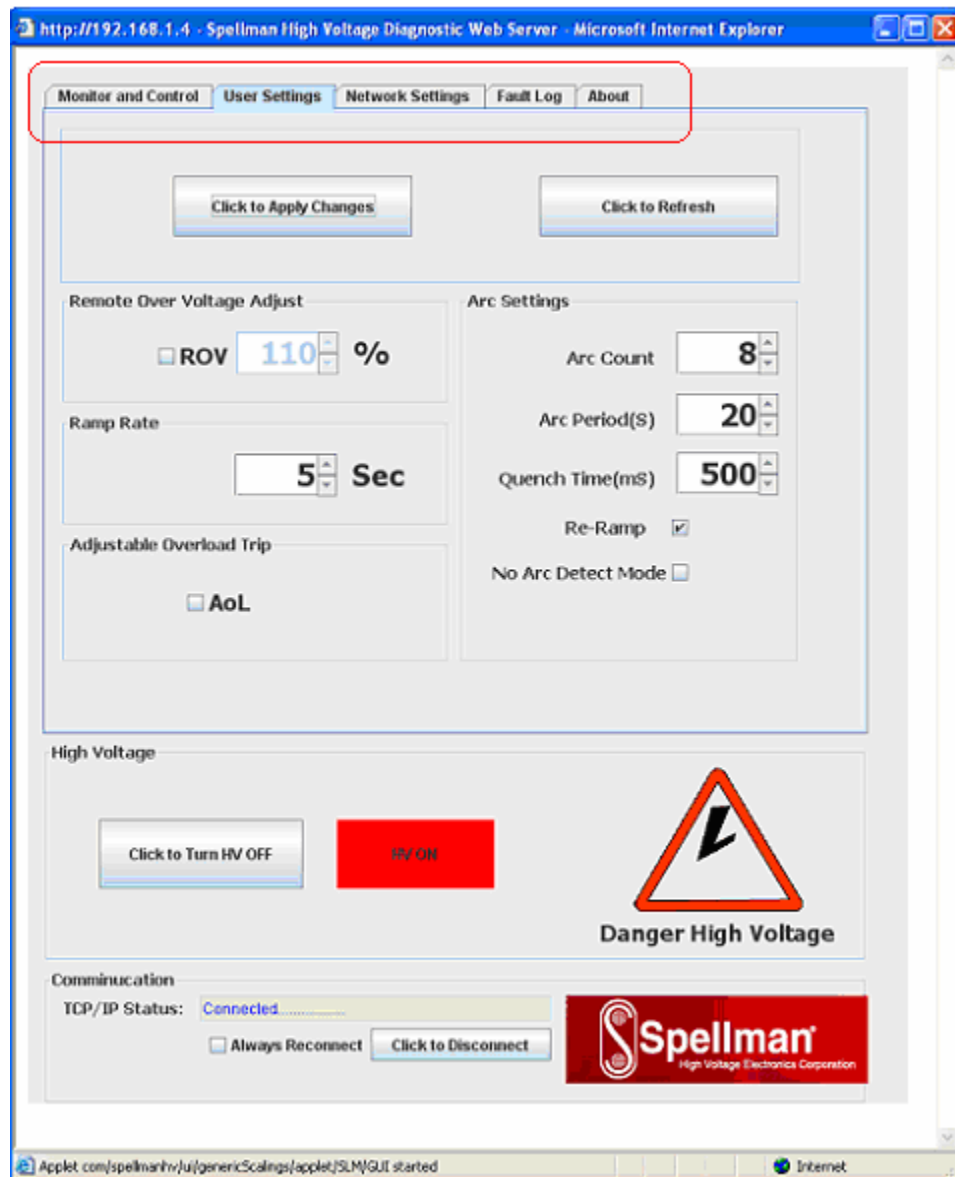 http://192.168.1.4 - Spellman High Voltage Diagnostic Web Server - Microsoft Internet Explorer
Monitor and Control User Settings Network Settings Fault Log About
Click to Apply Changes Click to Refresh
Remote Over Voltage Adjust
ROV 110 %
Ramp Rate
5 Sec
Adjustable Overload Trip
AoL
Arc Settings
Arc Count 8
Arc Period(S) 20
Quench Time(mS) 500
Re-Ramp
No Arc Detect Mode
High Voltage
Click to Turn HV OFF HV ON
Danger High Voltage
Comminucation
TCP/IP Status: Connected................
Always Reconnect Click to Disconnect
Spellman
High Voltage Electronics Corporation
Applet com/spellmanhv/ui/genericScalings/applet/SLM/GUI started Internet